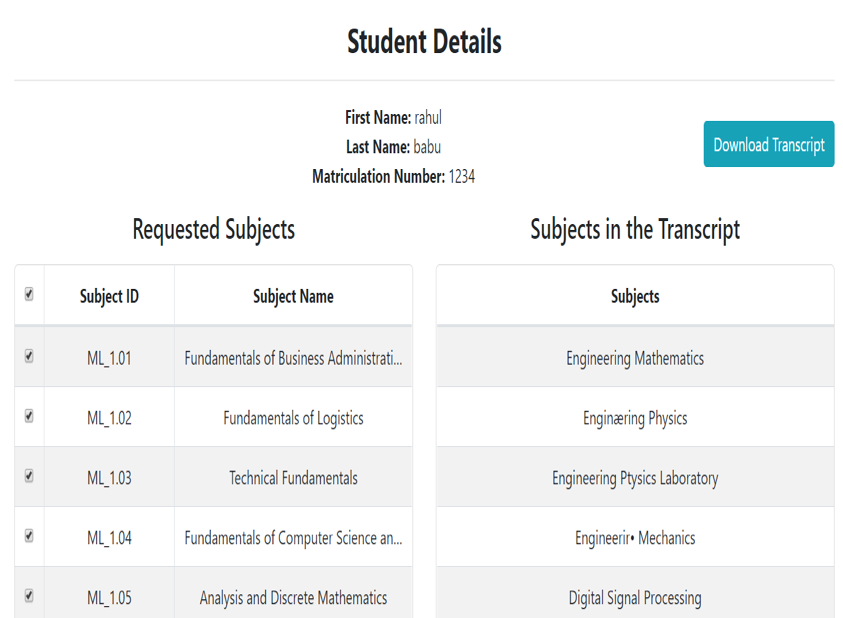 Student Details
First Name: rahul
Last Name: babu
Matriculation Number: 1234
Download Transcript
Requested Subjects
Subject ID Subject Name
ML_1.01 Fundamentals of Business Administrati...
ML_1.02 Fundamentals of Logistics
ML_1.03 Technical Fundamentals
ML_1.04 Fundamentals of Computer Science an...
ML_1.05 Analysis and Discrete Mathematics
Subjects in the Transcript
Subjects
Engineering Mathematics
Enginæring Physics
Engineering Ptysics Laboratory
Engineerir• Mechanics
Digital Signal Processing